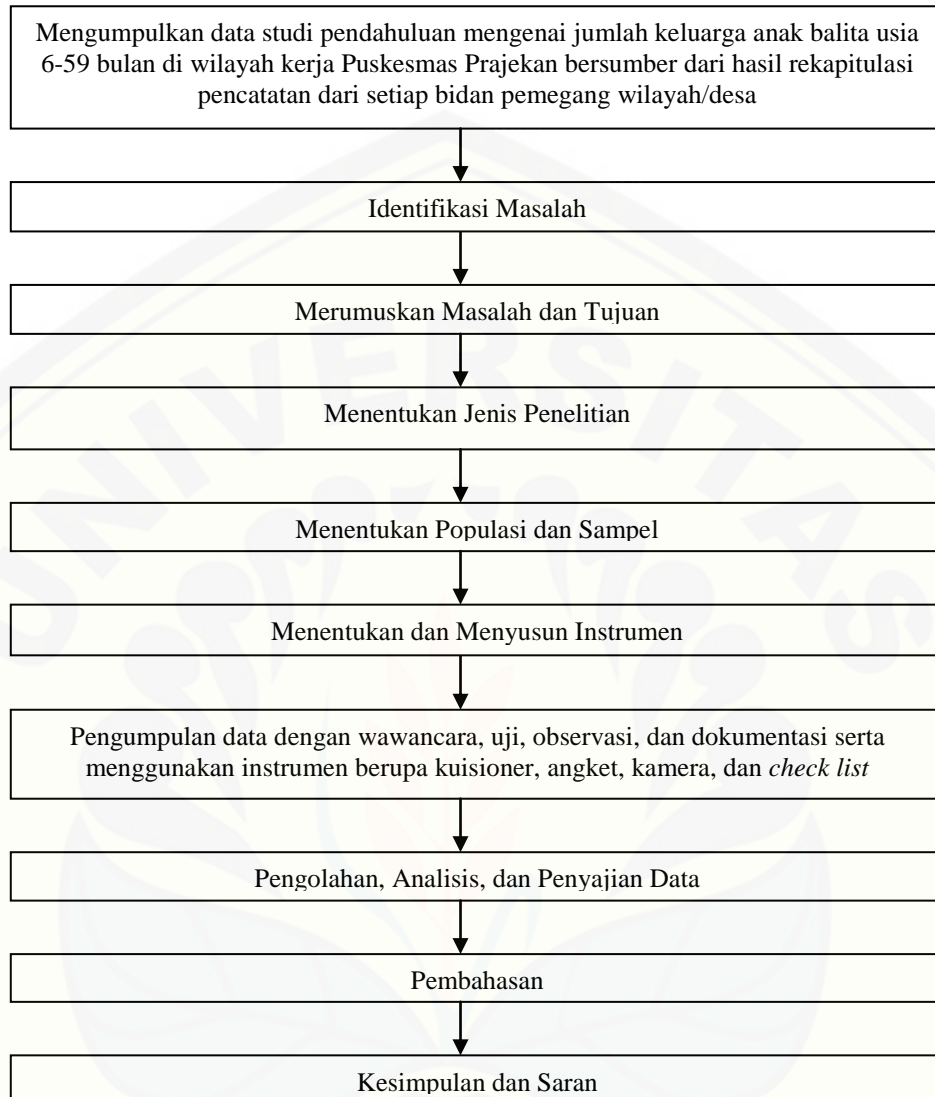 Mengumpulkan data studi pendahuluan mengenai jumlah keluarga anak balita usia
6-59 bulan di wilayah kerja Puskesmas Prajekan bersumber dari hasil rekapitulasi
pencatatan dari setiap bidan pemegang wilayah/desa
Identifikasi Masalah
Merumuskan Masalah dan Tujuan
Menentukan Jenis Penelitian
UNIVERSITAS
Menentukan Populasi dan Sampel
Menentukan dan Menyusun Instrumen
Pengumpulan data dengan wawancara, uji, observasi, dan dokumentasi serta
menggunakan instrumen berupa kuisioner, angket, kamera, dan check list
Pengolahan, Analisis, dan Penyajian Data
Pembahasan
Kesimpulan dan Saran